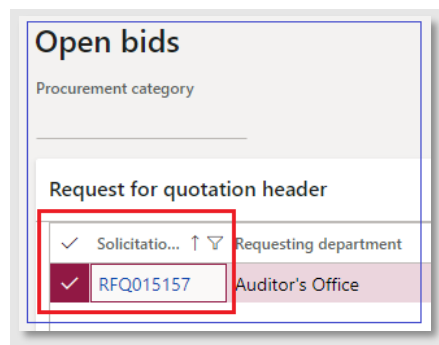 Open bids
Procurement category
Request for quotation header
Solicitatio... Requesting department
RFQ015157 Auditor's Office